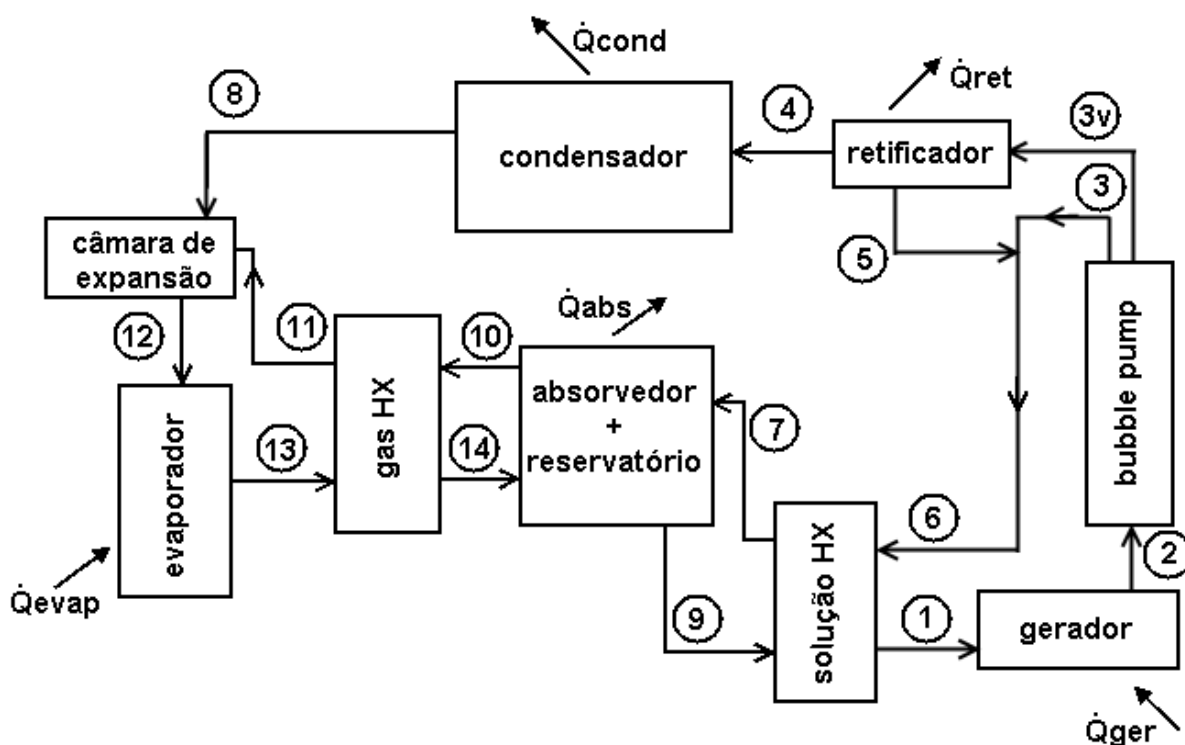 Q̇cond
8
condensador
4
Q̇ret
retificador
3v
3
5
câmara de
expansão
12
11
10
Q̇abs
gas HX
absorvedor
+
reservatório
7
bubble pump
evaporador
13
14
6
2
Q̇evap
9
solução HX
1
gerador
Q̇ger